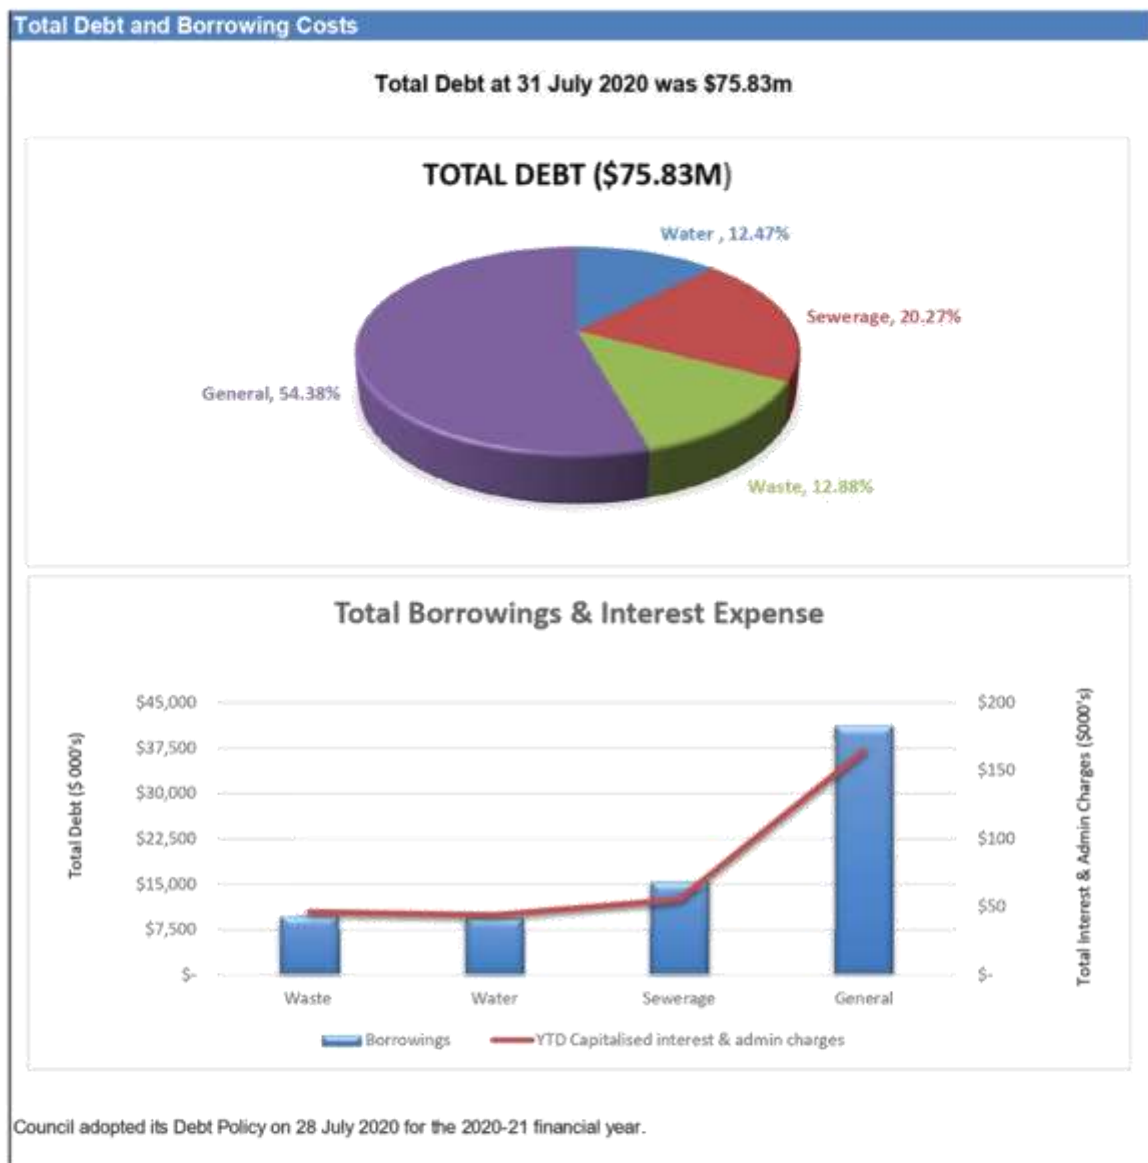 Total Debt and Borrowing Costs
Total Debt at 31 July 2020 was $75.83m
TOTAL DEBT ($75.83M)
Water , 12.47%
Sewerage, 20.27%
General, 54.38%
Waste, 12.88%
Total Borrowings & Interest Expense
Total Debt ($ 000's)
$45,000
$37,500
$30,000
$22,500
$15,000
$7,500
$-
$200
$150
$100
$50
$-
Total Interest & Admin Charges ($000's)
Waste
Water
Sewerage
General
Borrowings
YTD Capitalised interest & admin charges
Council adopted its Debt Policy on 28 July 2020 for the 2020-21 financial year.